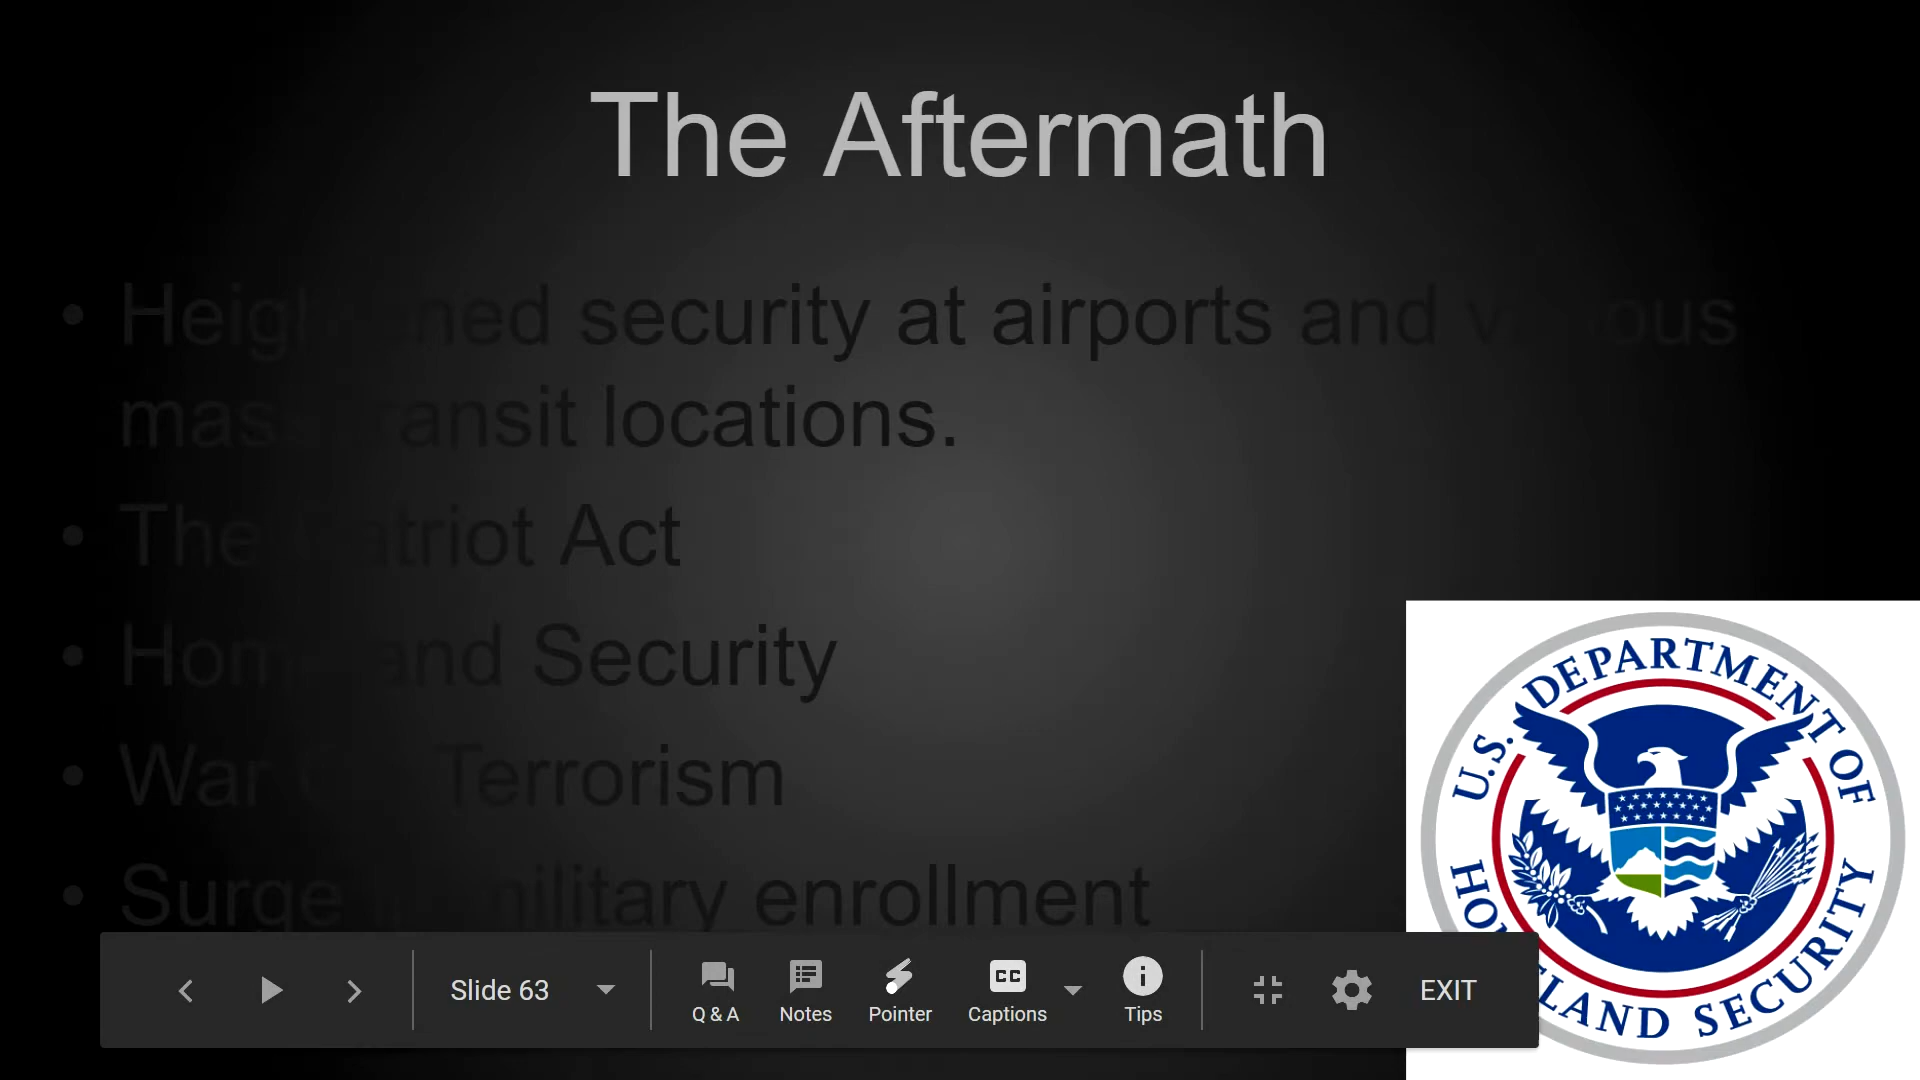 The Aftermath
• Heightened security at airports and various
mass transit locations.
• The Patriot Act
• Homeland Security
• War On Terrorism
• Surge military enrollment
U.S. DEPARTMENT OF
HOMELAND SECURITY
Slide 63
Q & A
Notes
Pointer
CC
Captions
Tips
EXIT